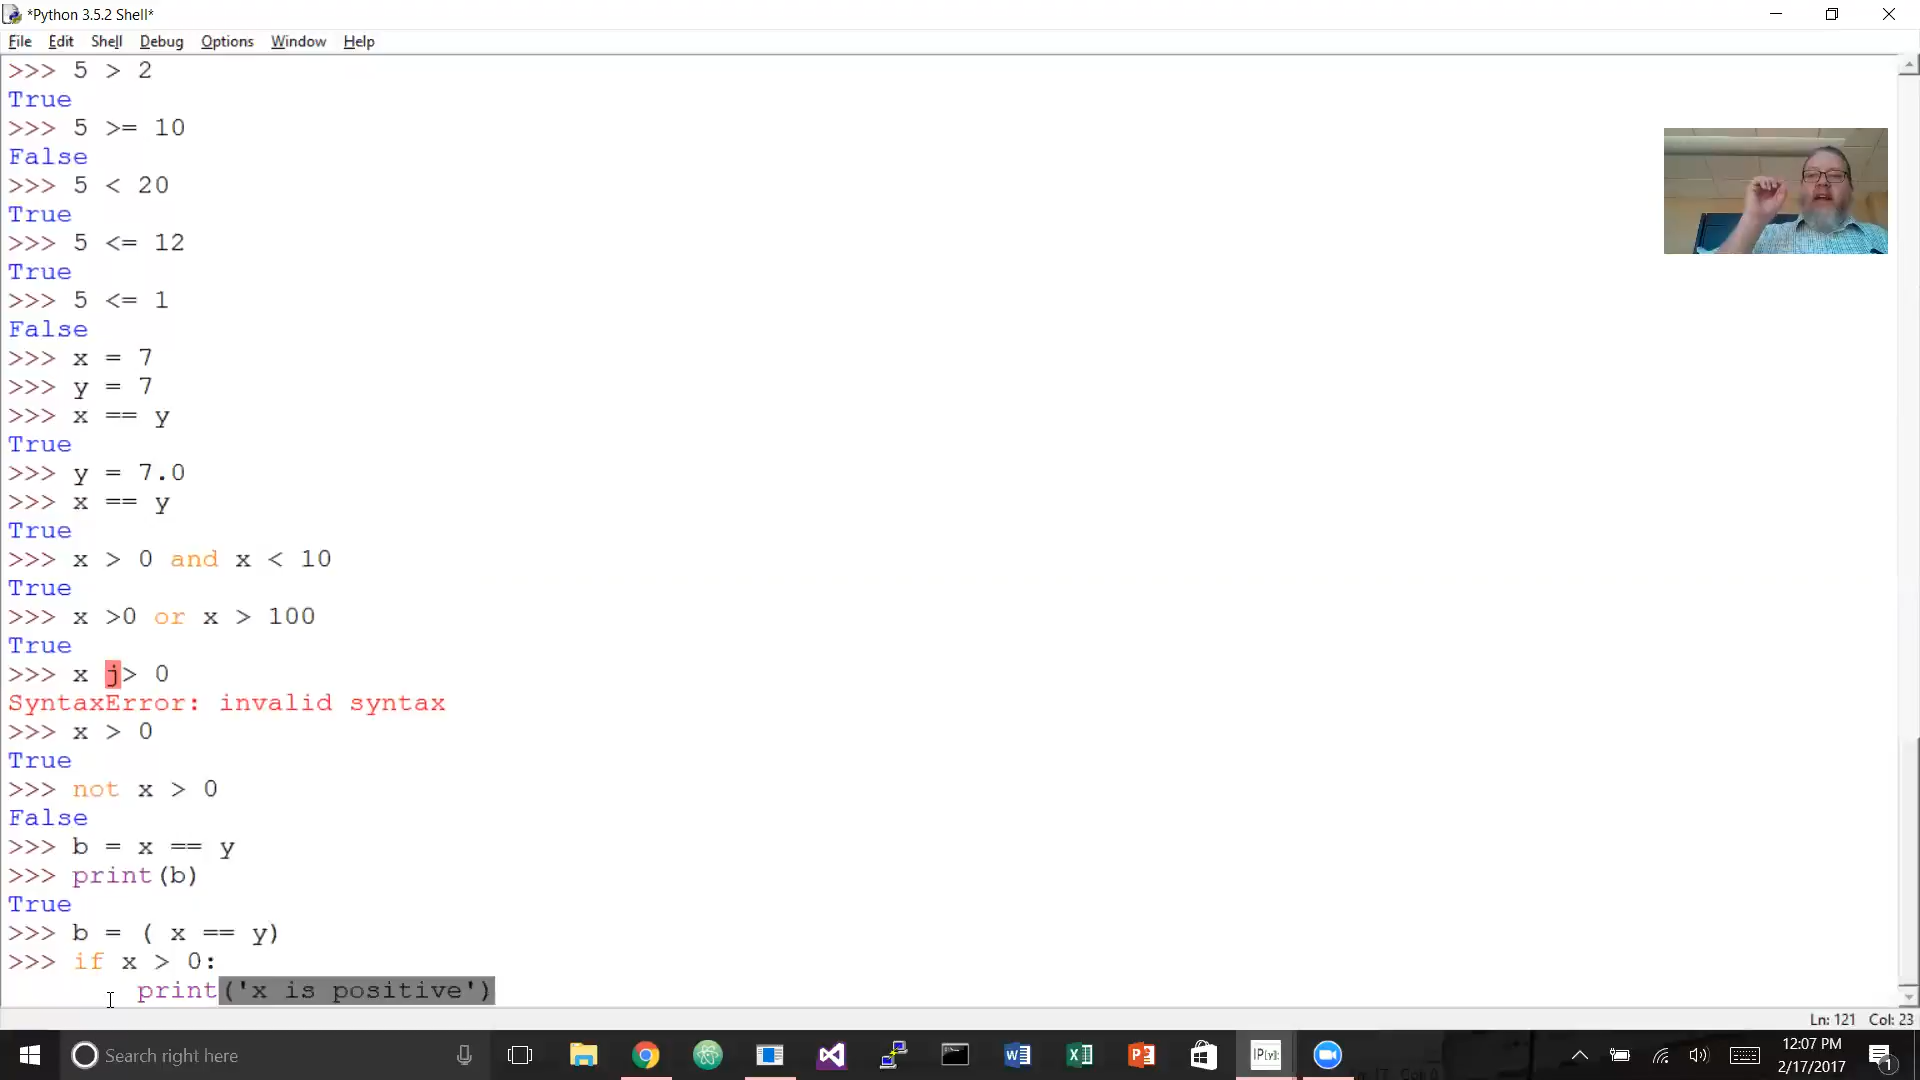 *Python 3.5.2 Shell*
File Edit Shell Debug Options Window Help
>>> 5 > 2
True
>>> 5 >= 10
False
>>> 5 < 20
True
>>> 5 <= 12
True
>>> 5 <= 1
False
>>> x = 7
>>> y = 7
>>> x == y
True
>>> y = 7.0
>>> x == y
True
>>> x > 0 and x < 10
True
>>> x >0 or x > 100
True
>>> x j> 0
SyntaxError: invalid syntax
>>> x > 0
True
>>> not x > 0
False
>>> b = x == y
>>> print(b)
True
>>> b = ( x == y)
>>> if x > 0:
print('x is positive')
Ln: 121 Col: 23
Search right here
IP[y]:
12:07 PM
2/17/2017
1